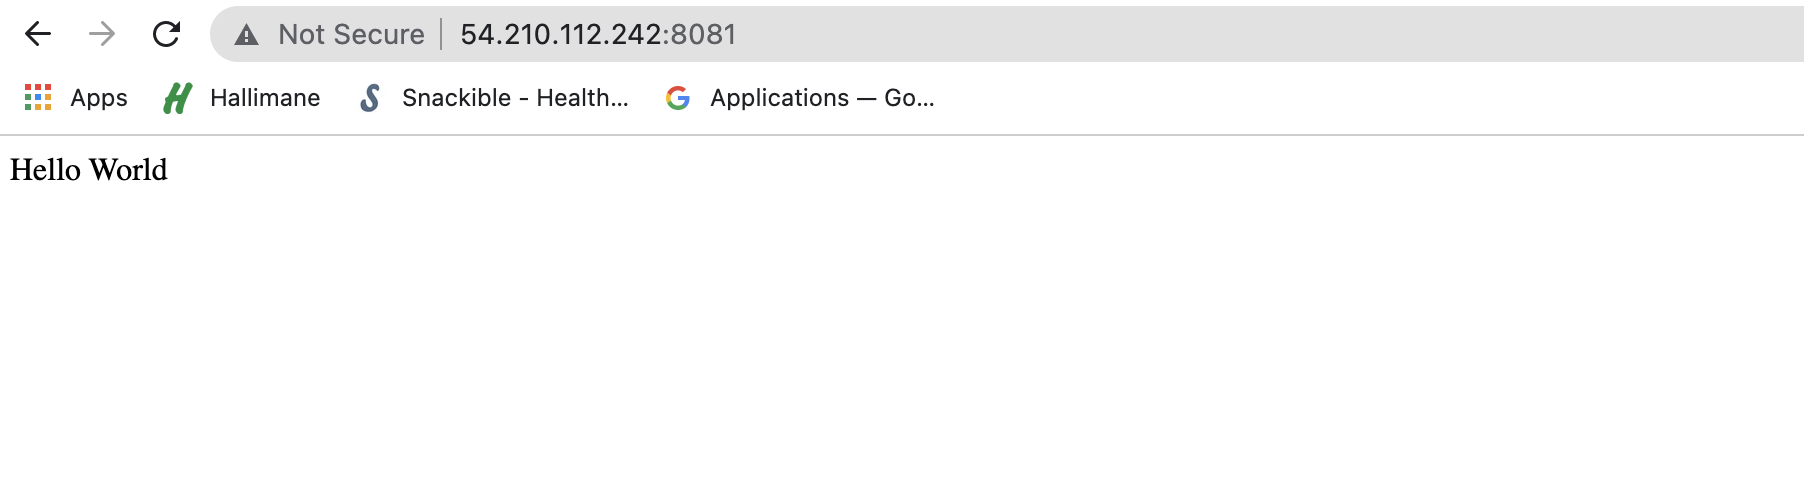 Not Secure 54.210.112.242:8081
Apps Hallimane Snackible - Health... Applications — Go...
Hello World